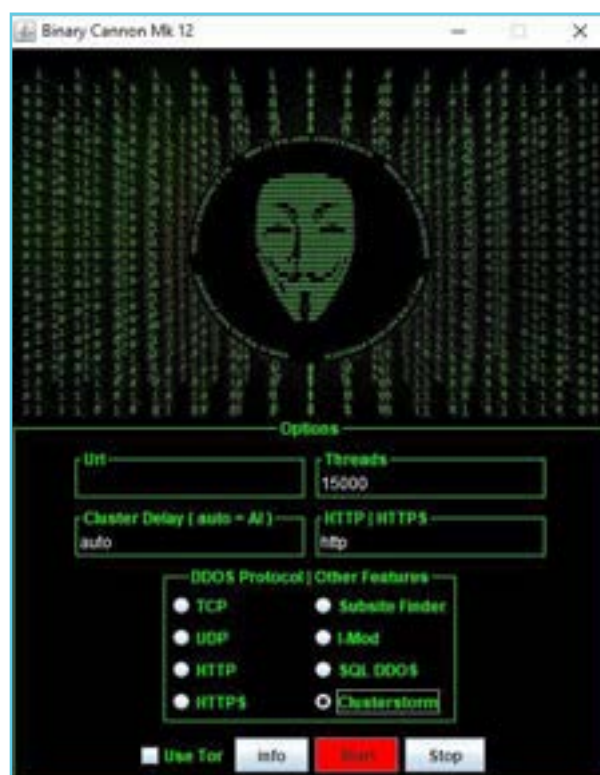 Binary Cannon Mk 12
Options
Url
Threads
15000
Cluster Delay ( auto = AI )
HTTP | HTTPS
auto
http
DDOS Protocol | Other Features
TCP
Subsite Finder
UDP
I-Mod
HTTP
SQL DDOS
HTTPS
Clusterstorm
Use Tor
info
Start
Stop